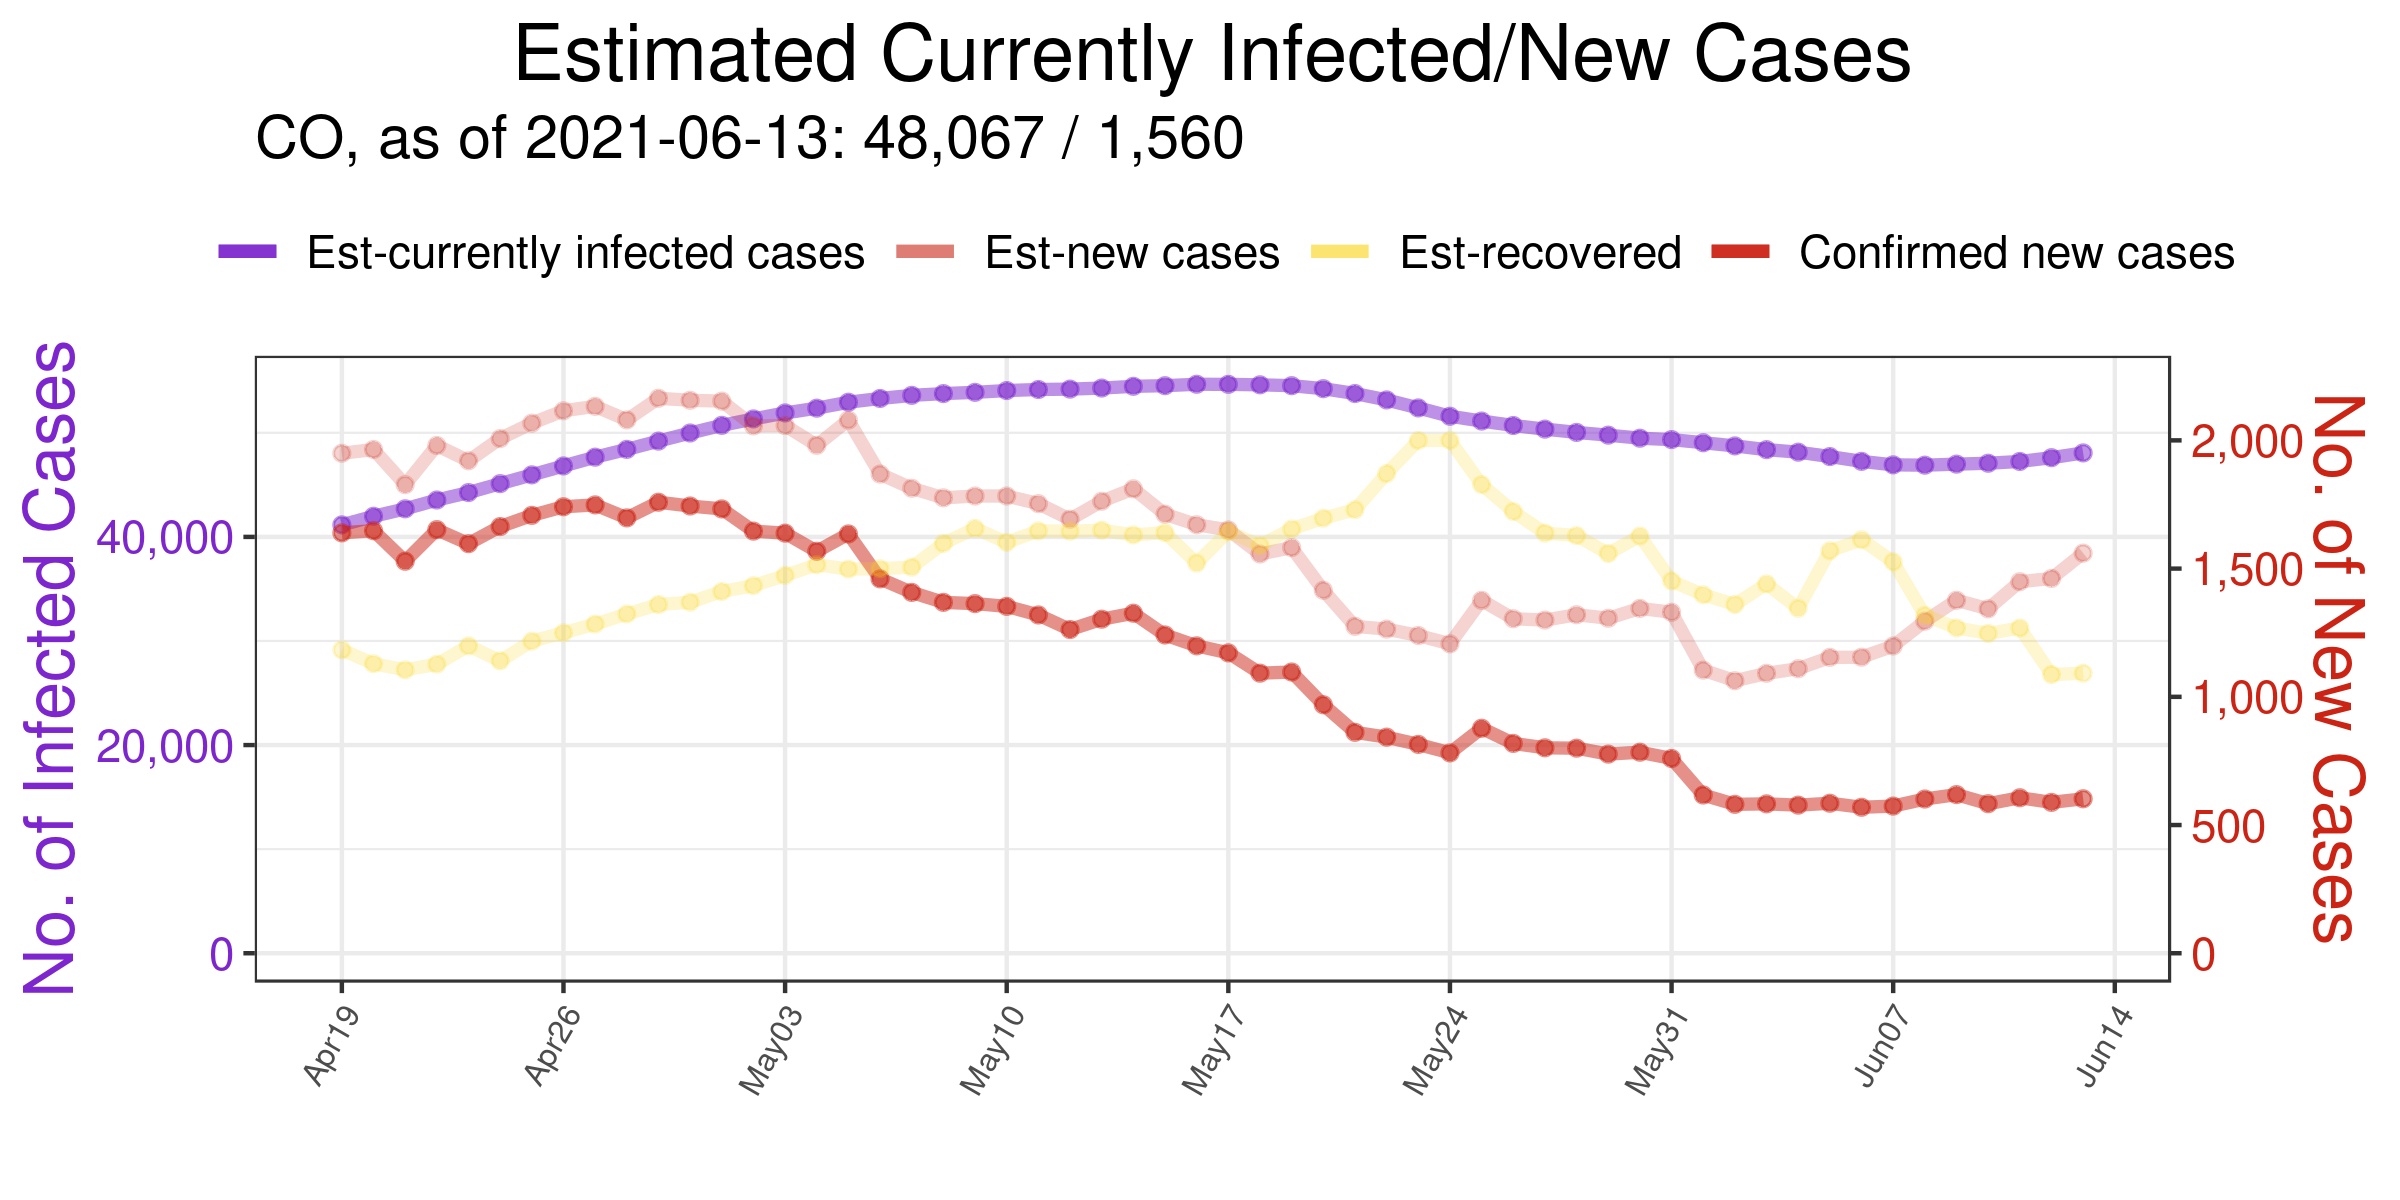 Estimated Currently Infected/New Cases
CO, as of 2021-06-13: 48,067 / 1,560
Est-currently infected cases Est-new cases Est-recovered Confirmed new cases
No. of Infected Cases
40,000
20,000
0
2,000
1,500
1,000
500
0
No. of New Cases
Apr19 Apr26 May03 May10 May17 May24 May31 Jun07 Jun14